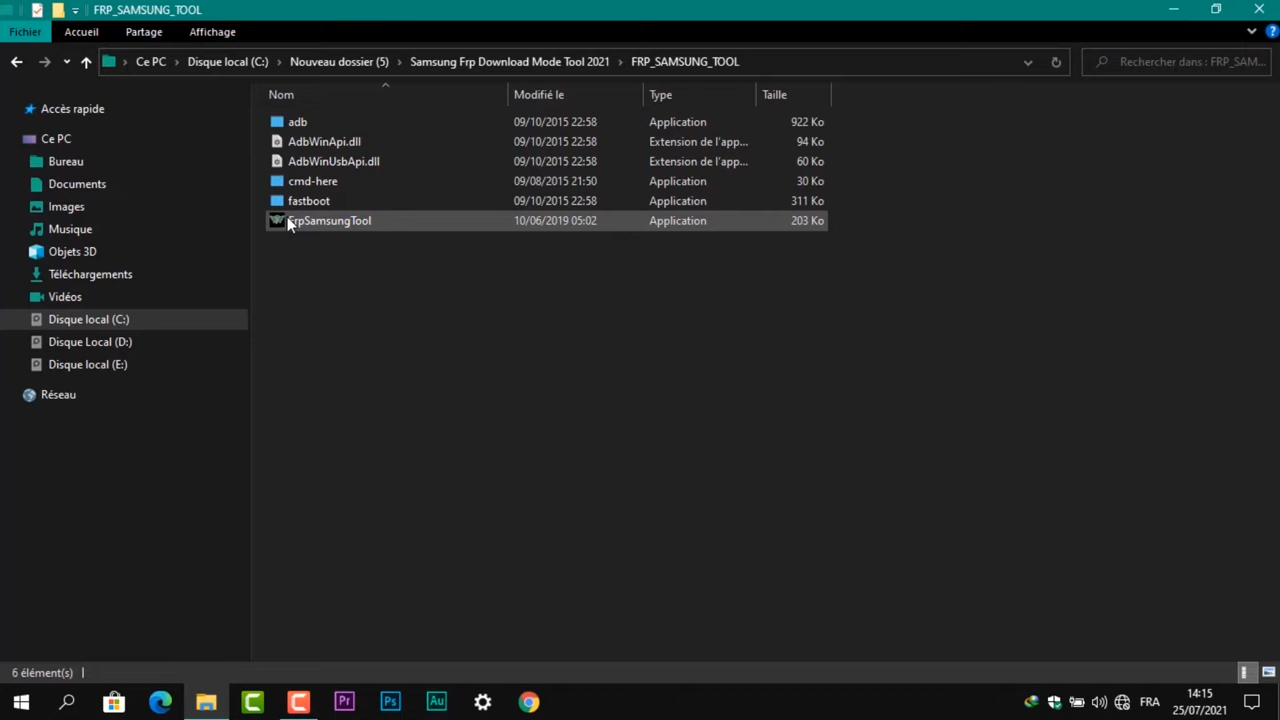 FRP_SAMSUNG_TOOL
Fichier Accueil Partage Affichage
Ce PC Disque local (C:) Nouveau dossier (5) Samsung Frp Download Mode Tool 2021 FRP_SAMSUNG_TOOL Rechercher dans : FRP_SAM...
Nom Modifié le Type Taille
Accès rapide
Ce PC
Bureau
Documents
Images
Musique
Objets 3D
Téléchargements
Vidéos
Disque local (C:)
Disque Local (D:)
Disque local (E:)
Réseau
adb 09/10/2015 22:58 Application 922 Ko
AdbWinApi.dll 09/10/2015 22:58 Extension de l'app... 94 Ko
AdbWinUsbApi.dll 09/10/2015 22:58 Extension de l'app... 60 Ko
cmd-here 09/08/2015 21:50 Application 30 Ko
fastboot 09/10/2015 22:58 Application 311 Ko
FrpSamsungTool 10/06/2019 05:02 Application 203 Ko
6 élément(s)
Pr Ps Au FRA 14:15
25/07/2021